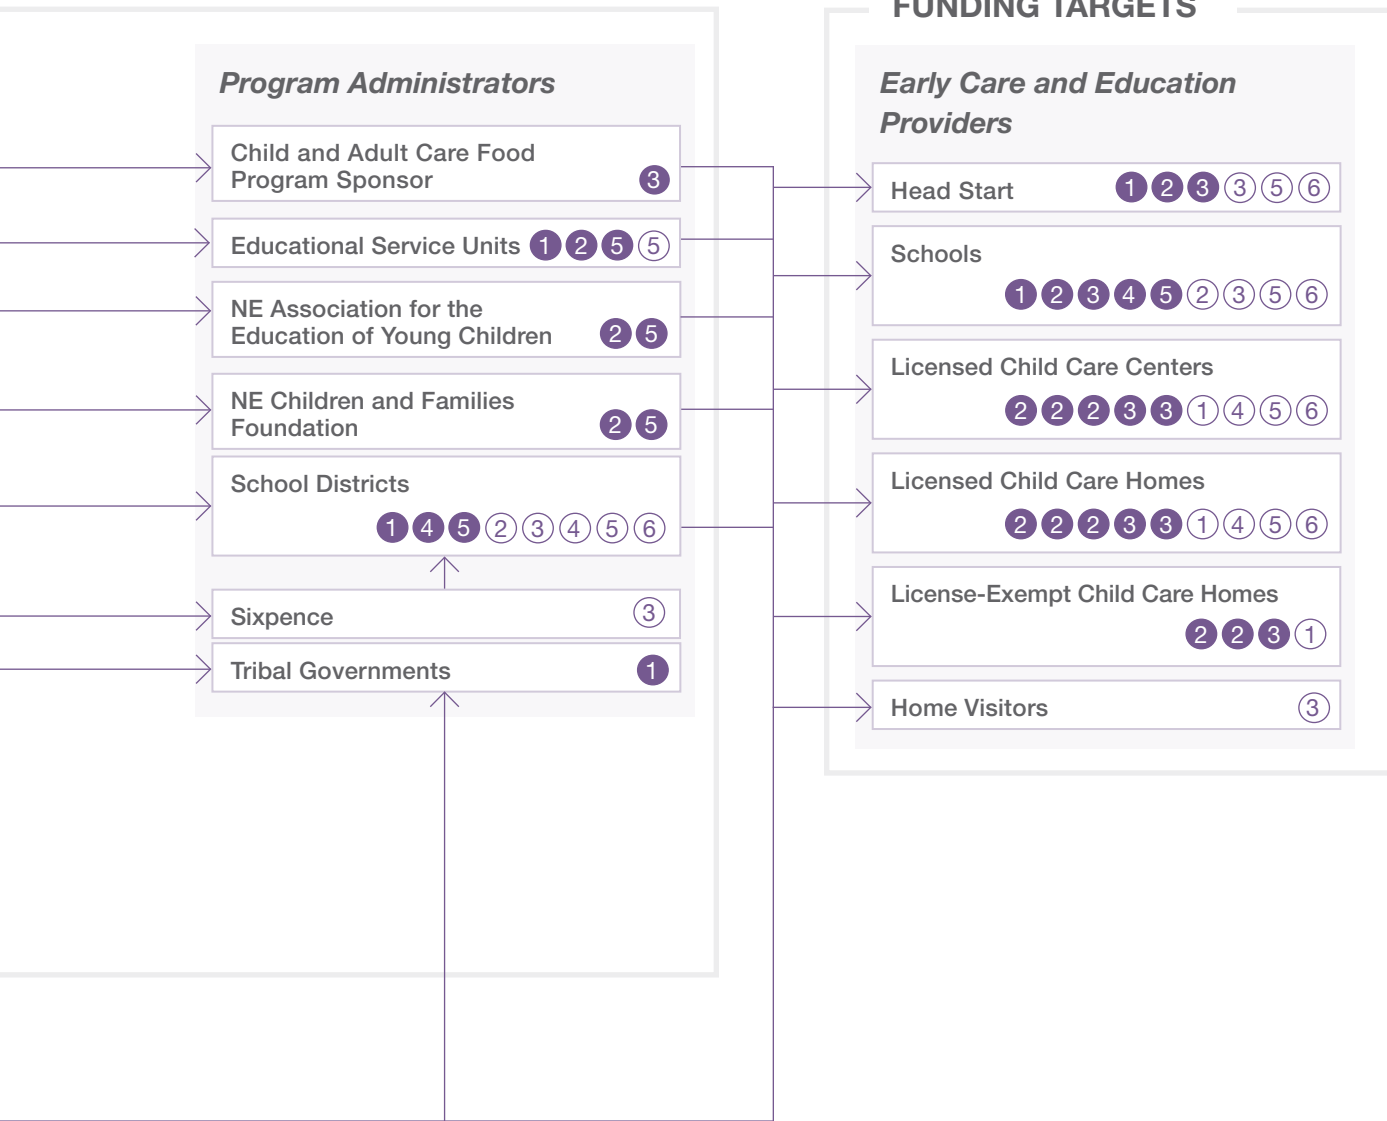 Program Administrators
Child and Adult Care Food
Program Sponsor
3
Educational Service Units 1 2 5 5
NE Association for the
Education of Young Children 2 5
NE Children and Families
Foundation 2 5
School Districts
1 4 5 2 3 4 5 6
Sixpence 3
Tribal Governments 1
FUNDING TARGETS
Early Care and Education
Providers
Head Start 1 2 3 3 5 6
Schools
1 2 3 4 5 2 3 5 6
Licensed Child Care Centers
2 2 2 3 3 1 4 5 6
Licensed Child Care Homes
2 2 2 3 3 1 4 5 6
License-Exempt Child Care Homes
2 2 3 1
Home Visitors 3